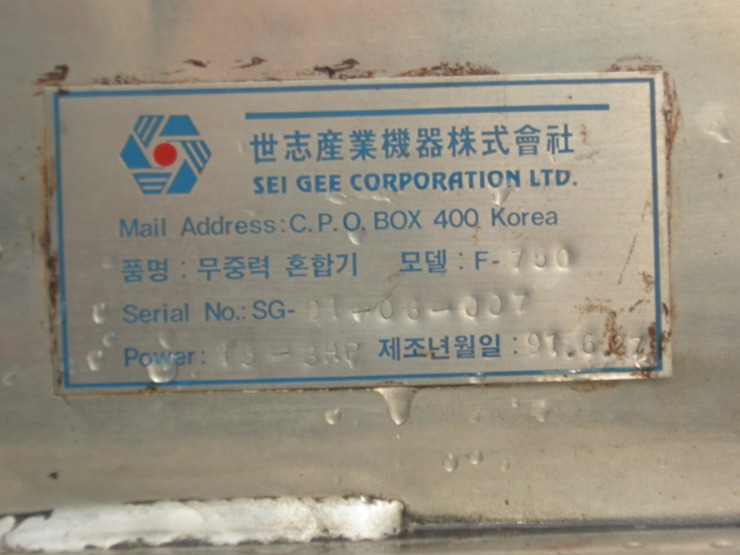 世志産業機器株式會社
SEI GEE CORPORATION LTD.
Mail Address:C.P.O. BOX 400 Korea
품명 : 무중력 혼합기 모델 : F-
Serial No.: SG-
Power: 제조년월일 :